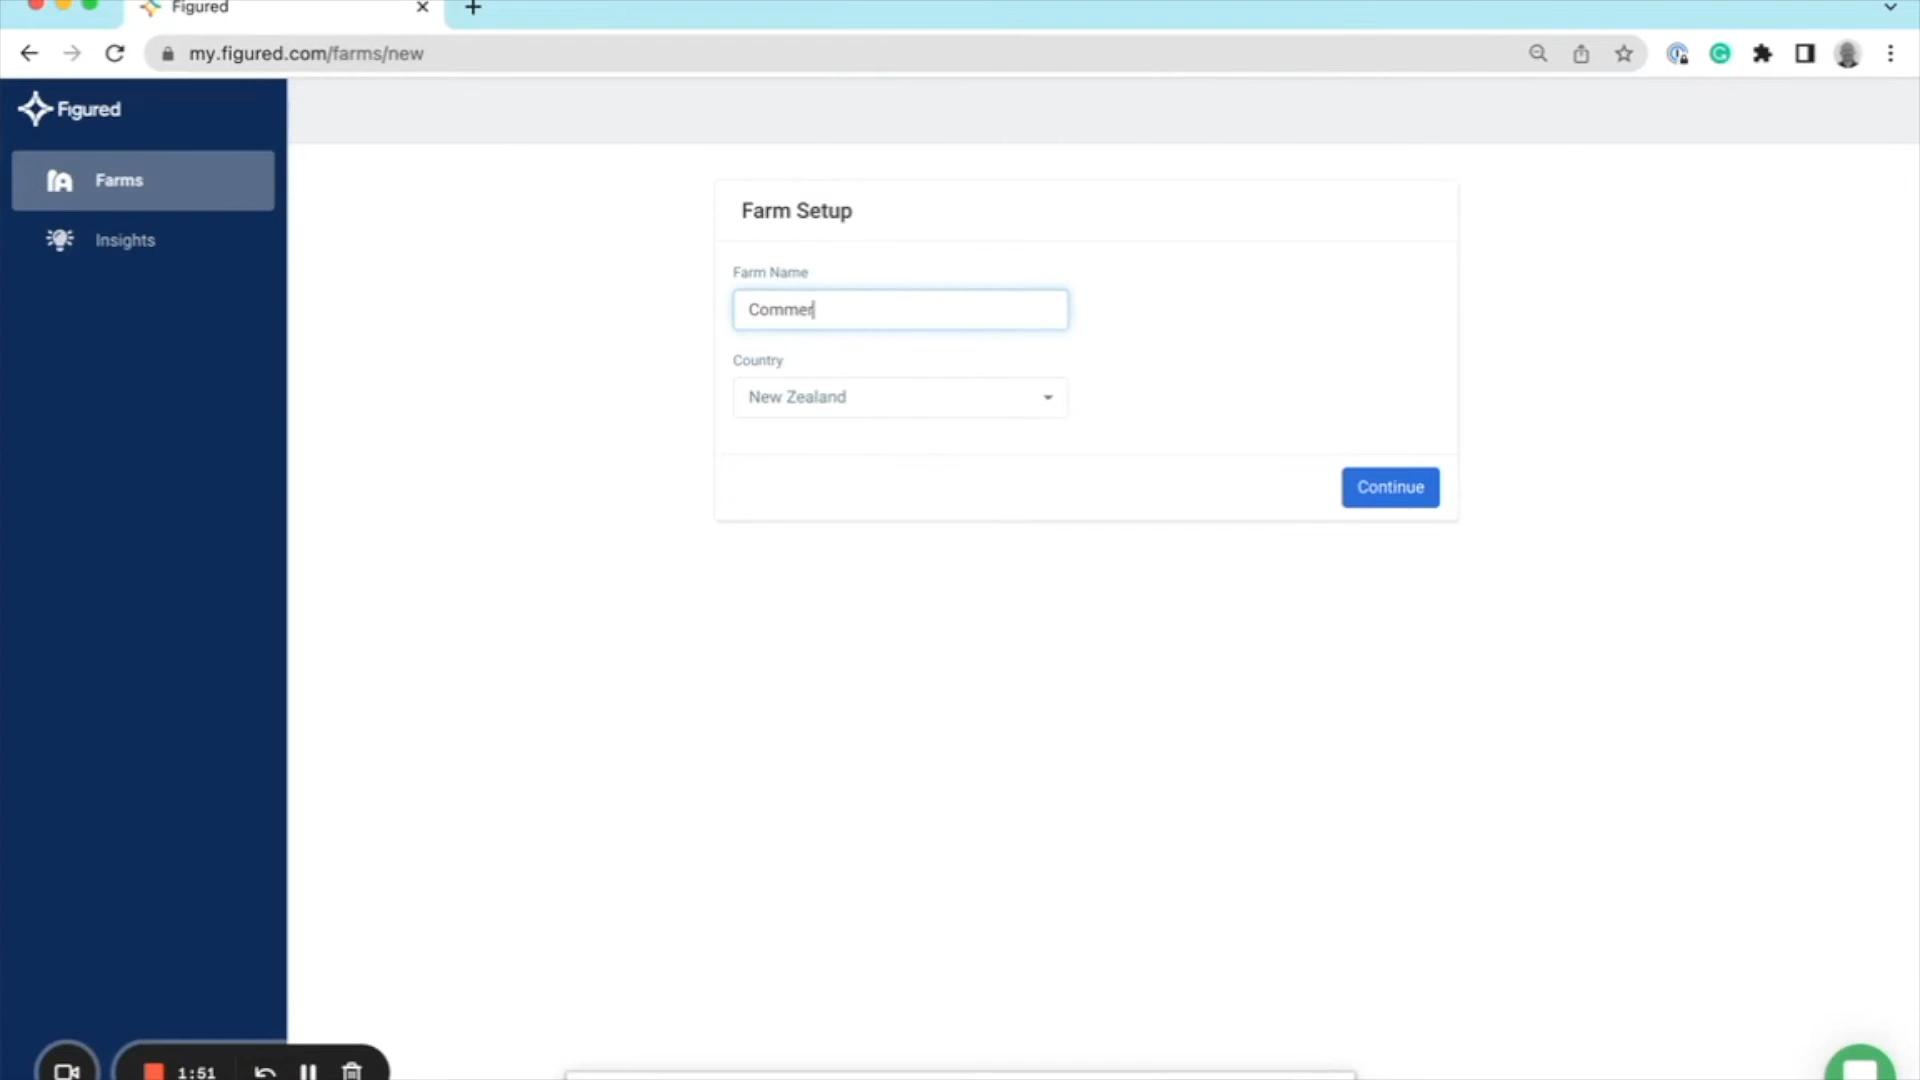 Figured
my.figured.com/farms/new
Figured
Farms
Insights
Farm Setup
Farm Name
Commer
Country
New Zealand
Continue
1:51